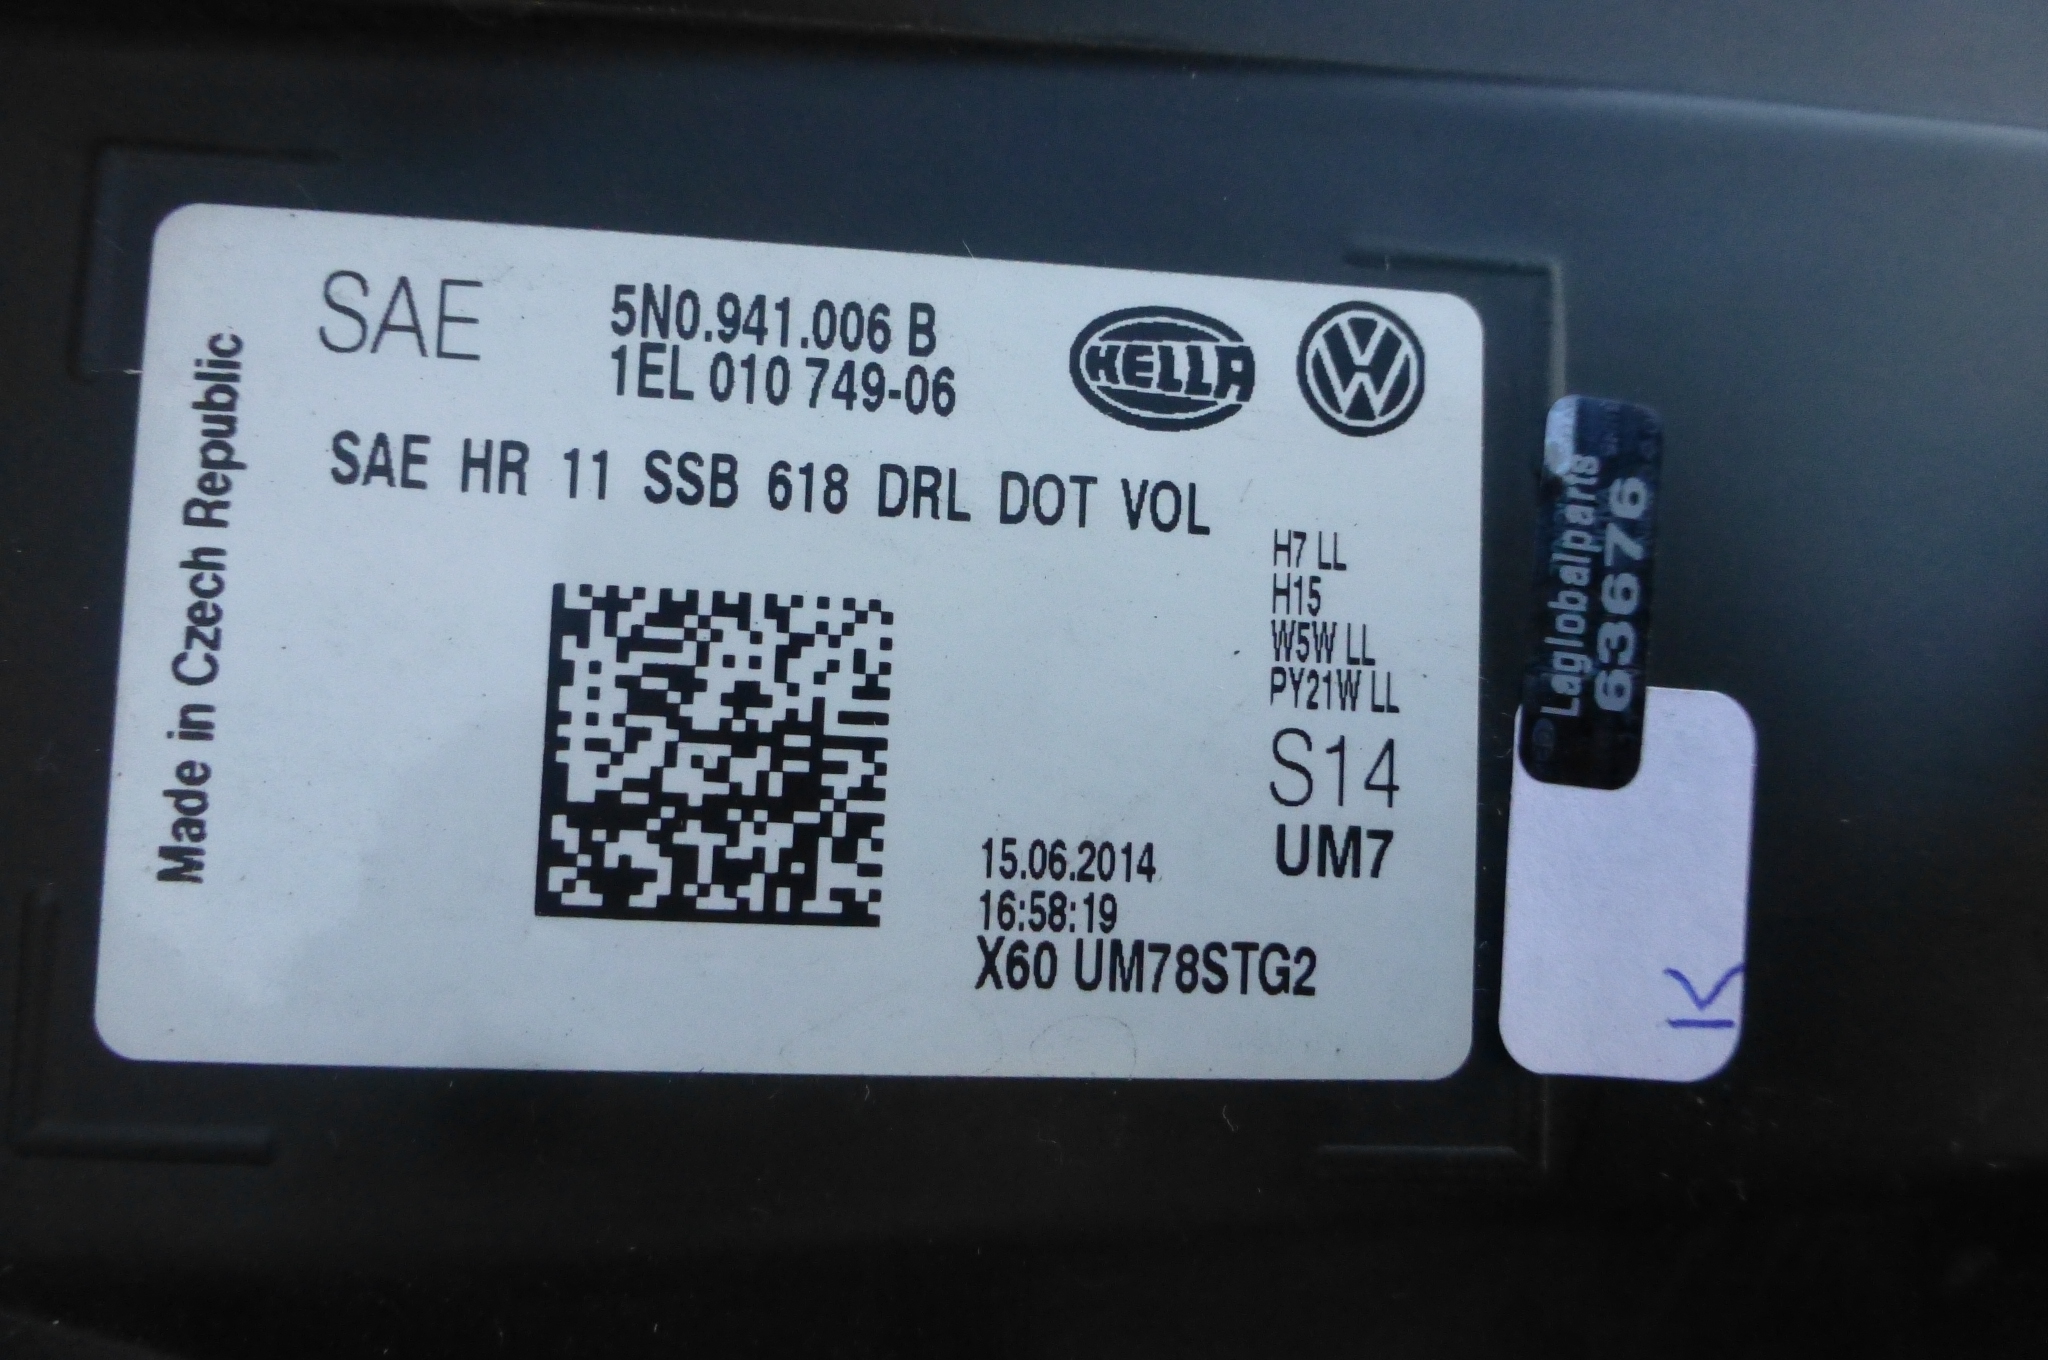 SAE
5N0.941.006 B
1EL 010 749-06
HELLA
SAE HR 11 SSB 618 DRL DOT VOL
Made in Czech Republic
H7 LL
H15
W5W LL
PY21W LL
S14
UM7
15.06.2014
16:58:19
X60 UM78STG2
Laglobalparts
63676
K